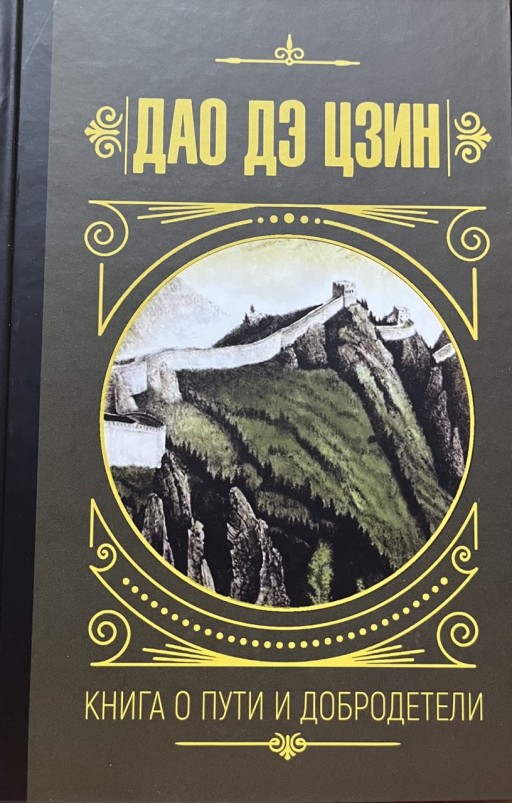 ДАО ДЭ ЦЗИН
КНИГА О ПУТИ И ДОБРОДЕТЕЛИ